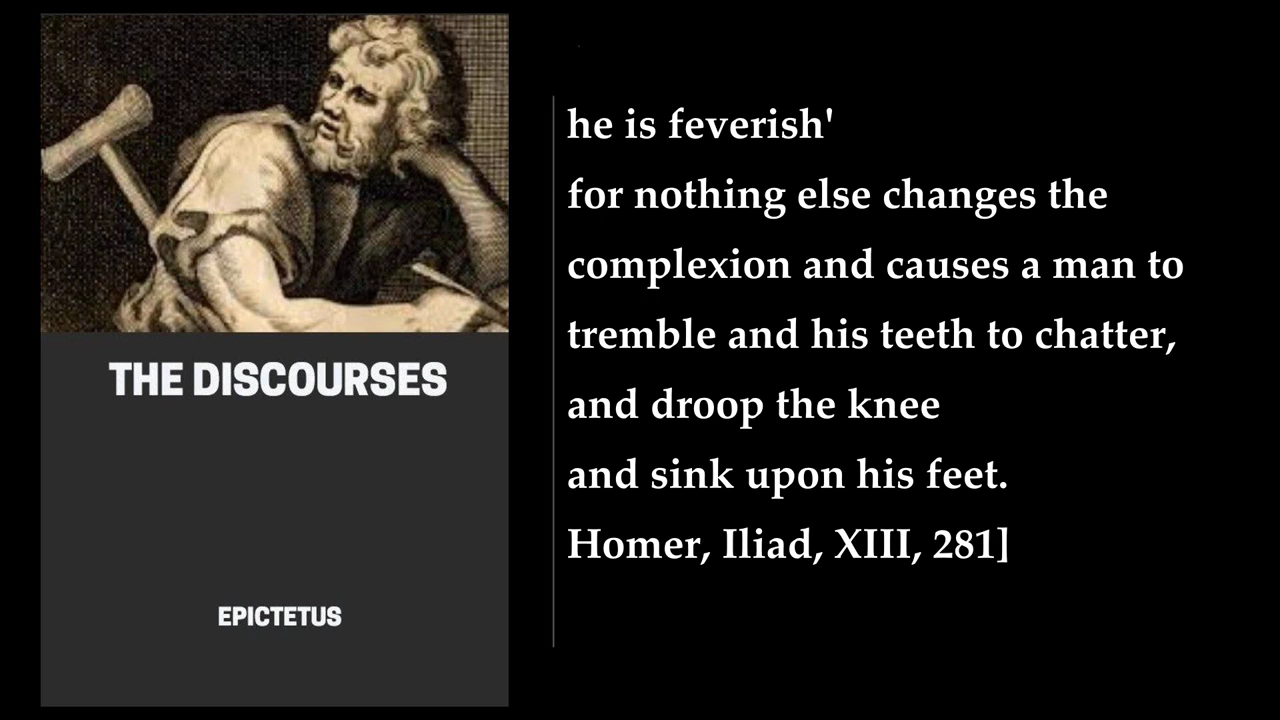 THE DISCOURSES
EPICTETUS
he is feverish'
for nothing else changes the
complexion and causes a man to
tremble and his teeth to chatter,
and droop the knee
and sink upon his feet.
Homer, Iliad, XIII, 281]